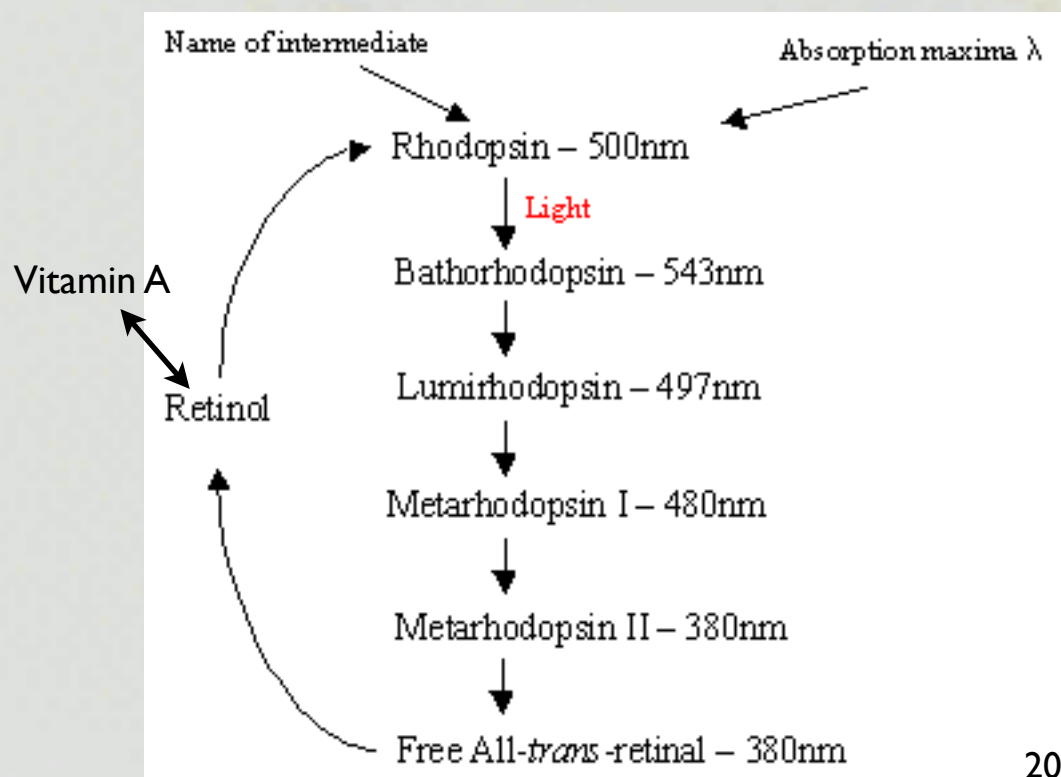 Name of intermediate
Absorption maxima λ
Rhodopsin – 500nm
Light
Bathorhodopsin – 543nm
Vitamin A
Lumirhodopsin – 497nm
Retinol
Metarhodopsin I – 480nm
Metarhodopsin II – 380nm
Free All-trans-retinal – 380nm
20